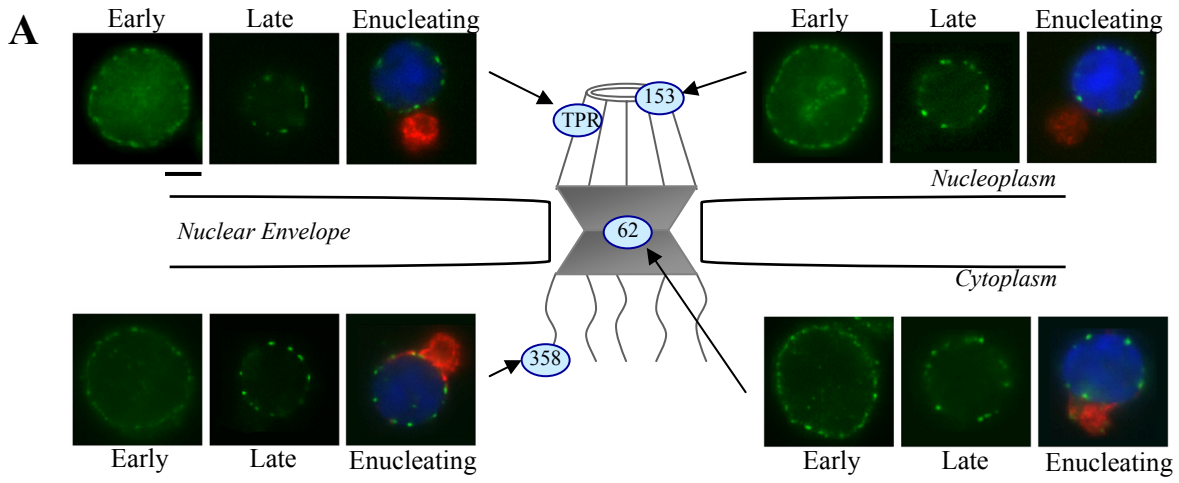 A
Early Late Enucleating
Early Late Enucleating
TPR
153
Nucleoplasm
Nuclear Envelope
62
Cytoplasm
358
Early Late Enucleating
Early Late Enucleating